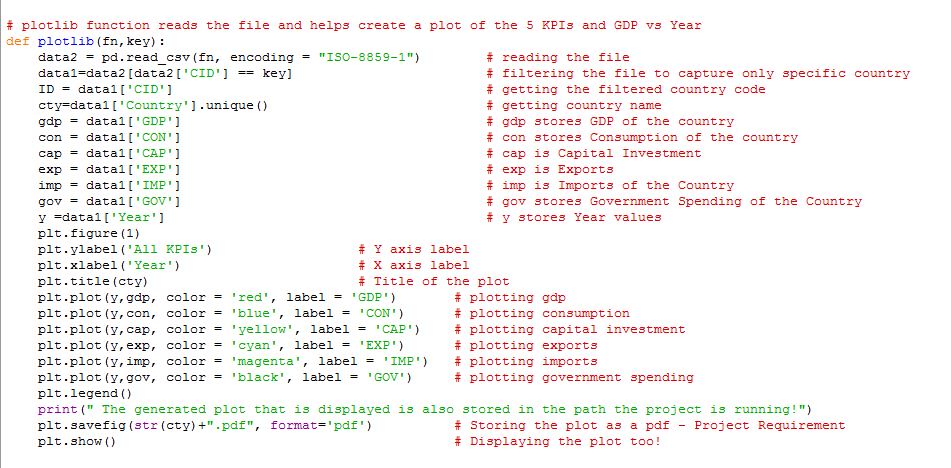 # plotlib function reads the file and helps create a plot of the 5 KPIs and GDP vs Year
def plotlib(fn,key):
    data2 = pd.read_csv(fn, encoding = "ISO-8859-1")        # reading the file
    data1=data2[data2['CID'] == key]                        # filtering the file to capture only specific country
    ID = data1['CID']                                       # getting the filtered country code
    cty=data1['Country'].unique()                           # getting country name
    gdp = data1['GDP']                                      # gdp stores GDP of the country
    con = data1['CON']                                      # con stores Consumption of the country
    cap = data1['CAP']                                      # cap is Capital Investment
    exp = data1['EXP']                                      # exp is Exports
    imp = data1['IMP']                                      # imp is Imports of the Country
    gov = data1['GOV']                                      # gov stores Government Spending of the Country
    y =data1['Year']                                        # y stores Year values
    plt.figure(1)
    plt.ylabel('All KPIs')                  # Y axis label
    plt.xlabel('Year')                      # X axis label
    plt.title(cty)                          # Title of the plot
    plt.plot(y,gdp, color = 'red', label = 'GDP')       # plotting gdp
    plt.plot(y,con, color = 'blue', label = 'CON')      # plotting consumption
    plt.plot(y,cap, color = 'yellow', label = 'CAP')    # plotting capital investment
    plt.plot(y,exp, color = 'cyan', label = 'EXP')      # plotting exports
    plt.plot(y,imp, color = 'magenta', label = 'IMP')   # plotting imports
    plt.plot(y,gov, color = 'black', label = 'GOV')     # plotting government spending
    plt.legend()
    print(" The generated plot that is displayed is also stored in the path the project is running!")
    plt.savefig(str(cty)+".pdf", format='pdf')          # Storing the plot as a pdf - Project Requirement
    plt.show()                                          # Displaying the plot too!